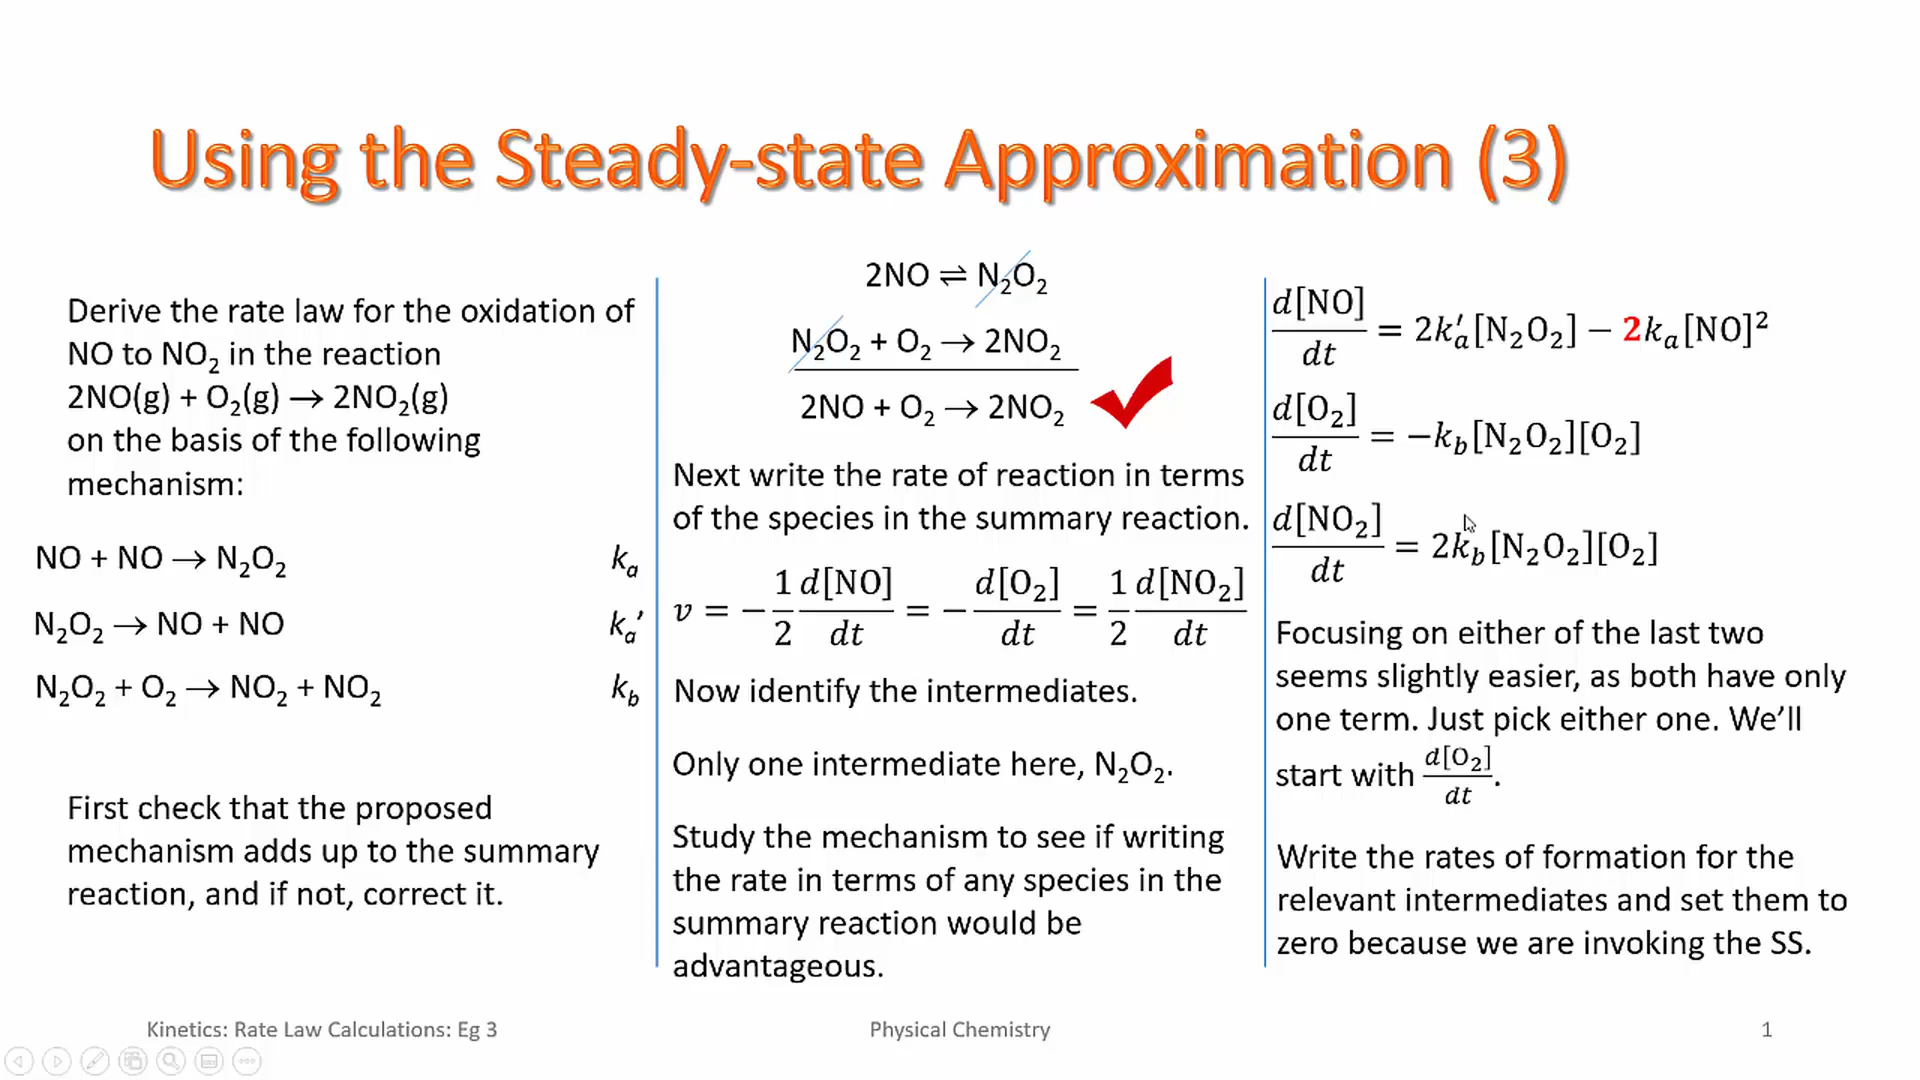 Using the Steady-state Approximation (3)
Derive the rate law for the oxidation of
NO to NO₂ in the reaction
2NO(g) + O₂(g) → 2NO₂(g)
on the basis of the following
mechanism:
NO + NO → N₂O₂ kₐ
N₂O₂ → NO + NO kₐ′
N₂O₂ + O₂ → NO₂ + NO₂ k_b
First check that the proposed
mechanism adds up to the summary
reaction, and if not, correct it.
2NO ⇌ N₂O₂
N₂O₂ + O₂ → 2NO₂
2NO + O₂ → 2NO₂
Next write the rate of reaction in terms
of the species in the summary reaction.
v = −1/2 d[NO]/dt = −d[O₂]/dt = 1/2 d[NO₂]/dt
Now identify the intermediates.
Only one intermediate here, N₂O₂.
Study the mechanism to see if writing
the rate in terms of any species in the
summary reaction would be
advantageous.
d[NO]/dt = 2kₐ′[N₂O₂] − 2kₐ[NO]²
d[O₂]/dt = −k_b[N₂O₂][O₂]
d[NO₂]/dt = 2k_b[N₂O₂][O₂]
Focusing on either of the last two
seems slightly easier, as both have only
one term. Just pick either one. We’ll
start with d[O₂]/dt.
Write the rates of formation for the
relevant intermediates and set them to
zero because we are invoking the SS.
Kinetics: Rate Law Calculations: Eg 3
Physical Chemistry
1